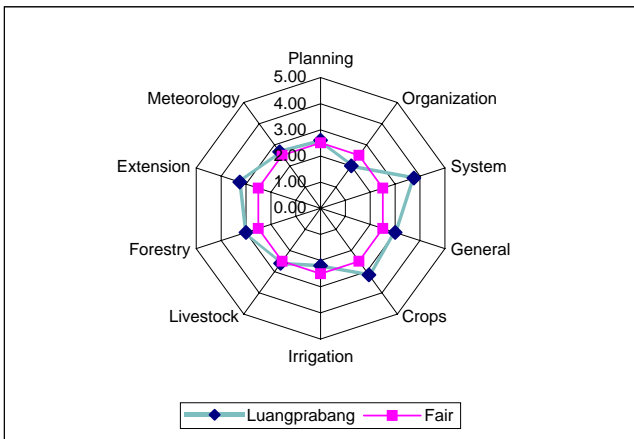 Planning
5.00
Meteorology
Organization
4.00
3.00
Extension
2.00
System
1.00
0.00
Forestry
General
Livestock
Crops
Irrigation
Luangprabang
Fair